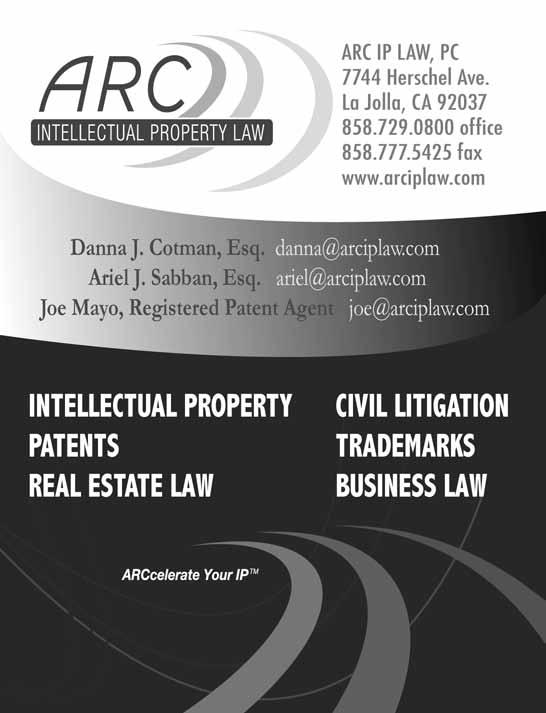 ARC
INTELLECTUAL PROPERTY LAW
ARC IP LAW, PC
7744 Herschel Ave.
La Jolla, CA 92037
858.729.0800 office
858.777.5425 fax
www.arciplaw.com
Danna J. Cotman, Esq. danna@arciplaw.com
Ariel J. Sabban, Esq. ariel@arciplaw.com
Joe Mayo, Registered Patent Agent joe@arciplaw.com
INTELLECTUAL PROPERTY
PATENTS
REAL ESTATE LAW
CIVIL LITIGATION
TRADEMARKS
BUSINESS LAW
ARCcelerate Your IP™